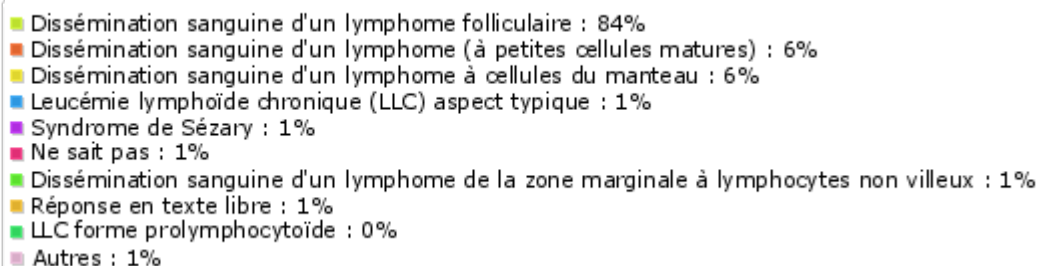 Dissémination sanguine d'un lymphome folliculaire : 84%
Dissémination sanguine d'un lymphome (à petites cellules matures) : 6%
Dissémination sanguine d'un lymphome à cellules du manteau : 6%
Leucémie lymphoïde chronique (LLC) aspect typique : 1%
Syndrome de Sézary : 1%
Ne sait pas : 1%
Dissémination sanguine d'un lymphome de la zone marginale à lymphocytes non villeux : 1%
Réponse en texte libre : 1%
LLC forme prolymphocytoïde : 0%
Autres : 1%